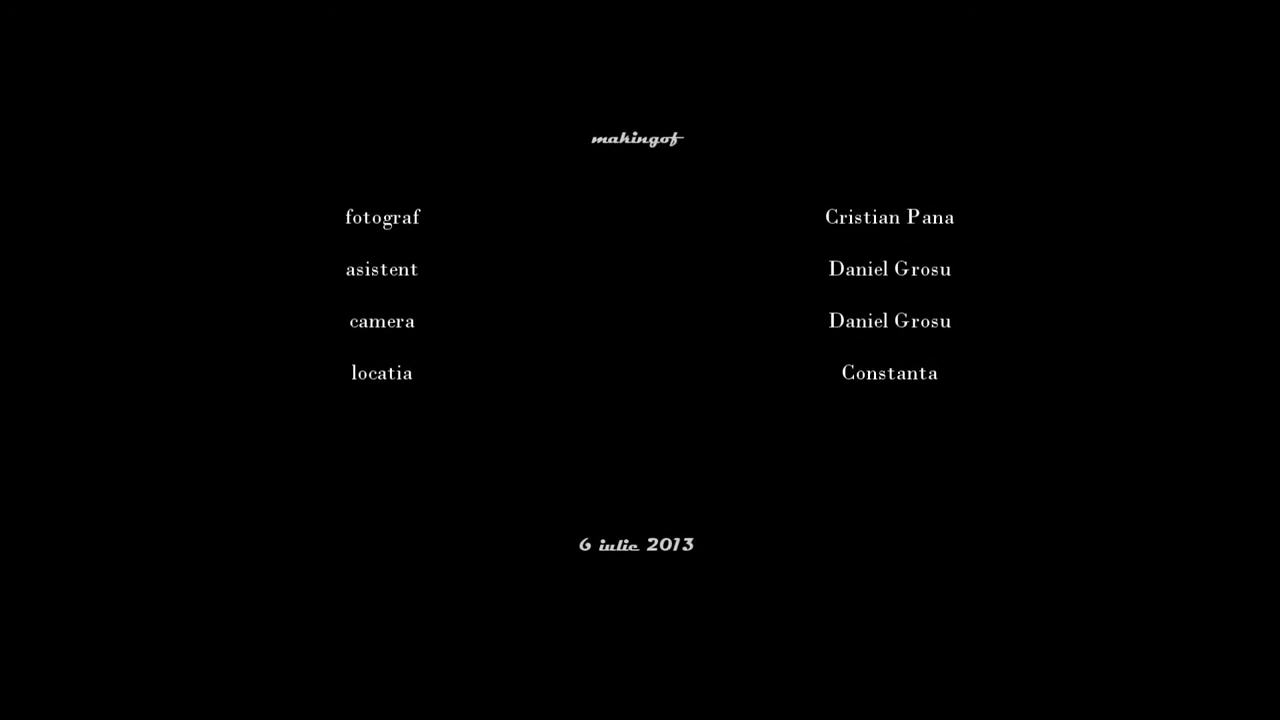 makingof
fotograf Cristian Pana
asistent Daniel Grosu
camera Daniel Grosu
locatia Constanta
6 iulie 2013